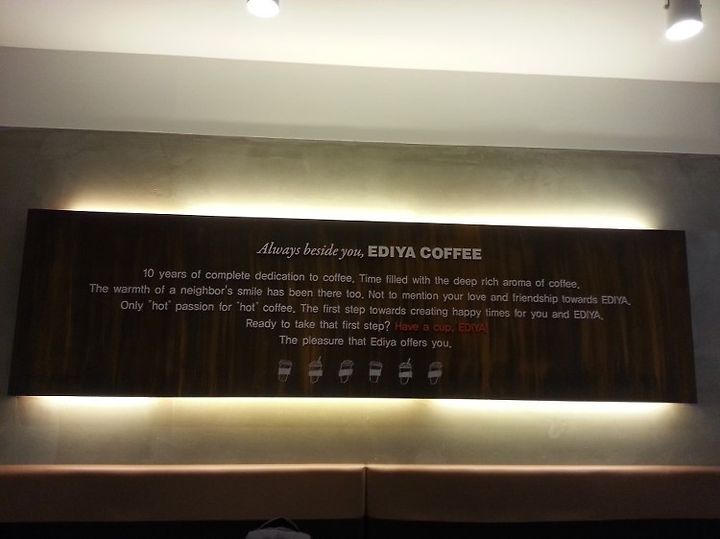 Always beside you, EDIYA COFFEE
10 years of complete dedication to coffee. Time filled with the deep rich aroma of coffee.
The warmth of a neighbor's smile has been there too. Not to mention your love and friendship towards EDIYA.
Only "hot" passion for "hot" coffee. The first step towards creating happy times for you and EDIYA.
Ready to take that first step? Have a cup, EDIYA!
The pleasure that Ediya offers you.